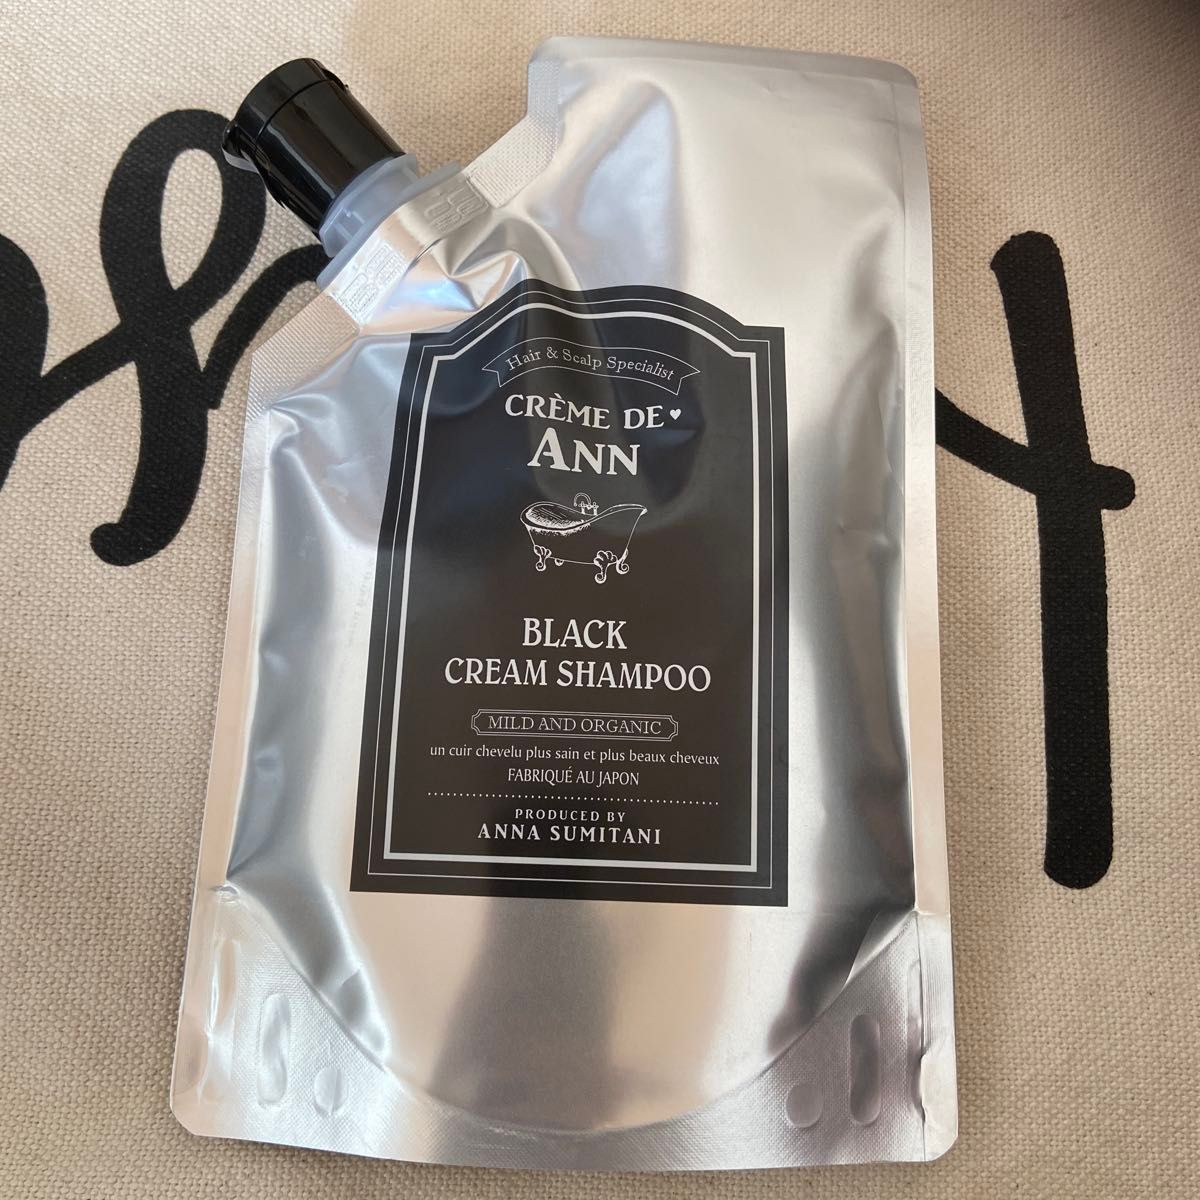 Hair & Scalp Specialist
CRÈME DE♥
ANN
BLACK
CREAM SHAMPOO
MILD AND ORGANIC
un cuir chevelu plus sain et plus beaux cheveux
FABRIQUÉ AU JAPON
PRODUCED BY
ANNA SUMITANI